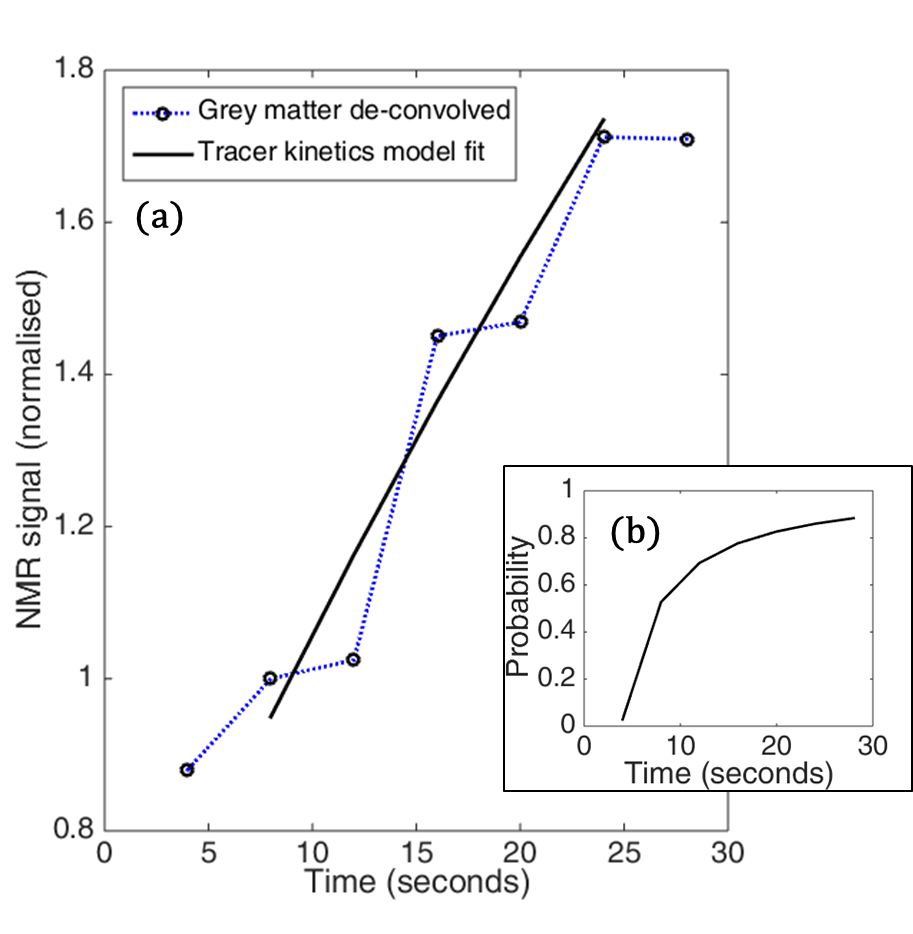 1.8
Grey matter de-convolved
Tracer kinetics model fit
(a)
1.6
1.4
1.2
1
0.8
NMR signal (normalised)
0 5 10 15 20 25 30
Time (seconds)
1
(b)
0.8
0.6
0.4
0.2
0
Probability
0 10 20 30
Time (seconds)